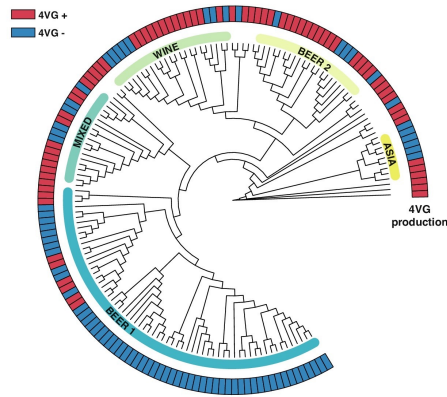 4VG +
4VG -
WINE
BEER 2
MIXED
ASIA
4VG
production
BEER 1